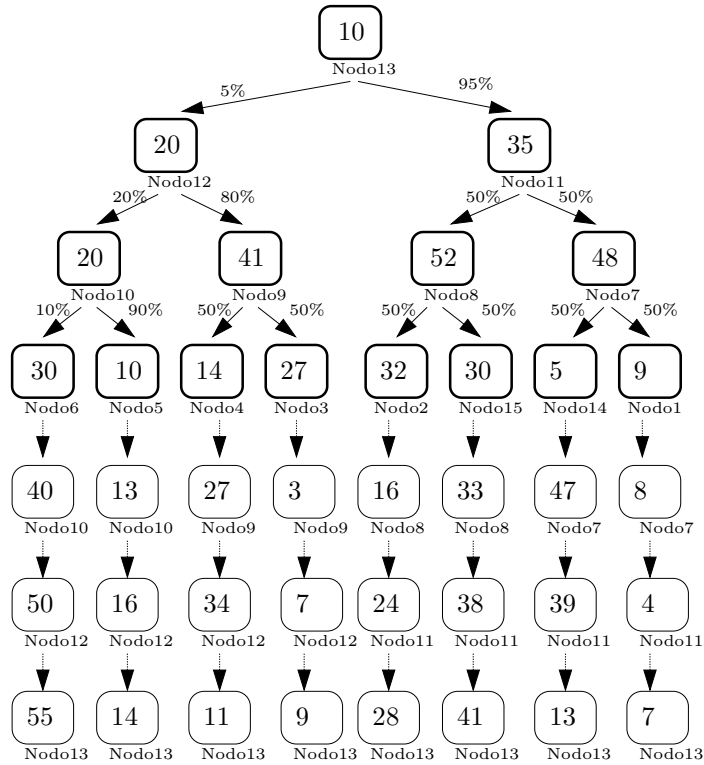 10
Nodo13
5% 95%
20 35
Nodo12 Nodo11
20% 80% 50% 50%
20 41 52 48
Nodo10 Nodo9 Nodo8 Nodo7
10% 90% 50% 50% 50% 50% 50% 50%
30 10 14 27 32 30 5 9
Nodo6 Nodo5 Nodo4 Nodo3 Nodo2 Nodo15 Nodo14 Nodo1
40 13 27 3 16 33 47 8
Nodo10 Nodo10 Nodo9 Nodo9 Nodo8 Nodo8 Nodo7 Nodo7
50 16 34 7 24 38 39 4
Nodo12 Nodo12 Nodo12 Nodo12 Nodo11 Nodo11 Nodo11 Nodo11
55 14 11 9 28 41 13 7
Nodo13 Nodo13 Nodo13 Nodo13 Nodo13 Nodo13 Nodo13 Nodo13